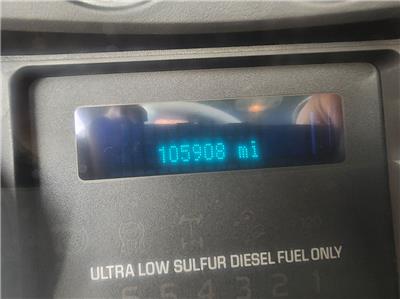 105908 mi
ULTRA LOW SULFUR DIESEL FUEL ONLY